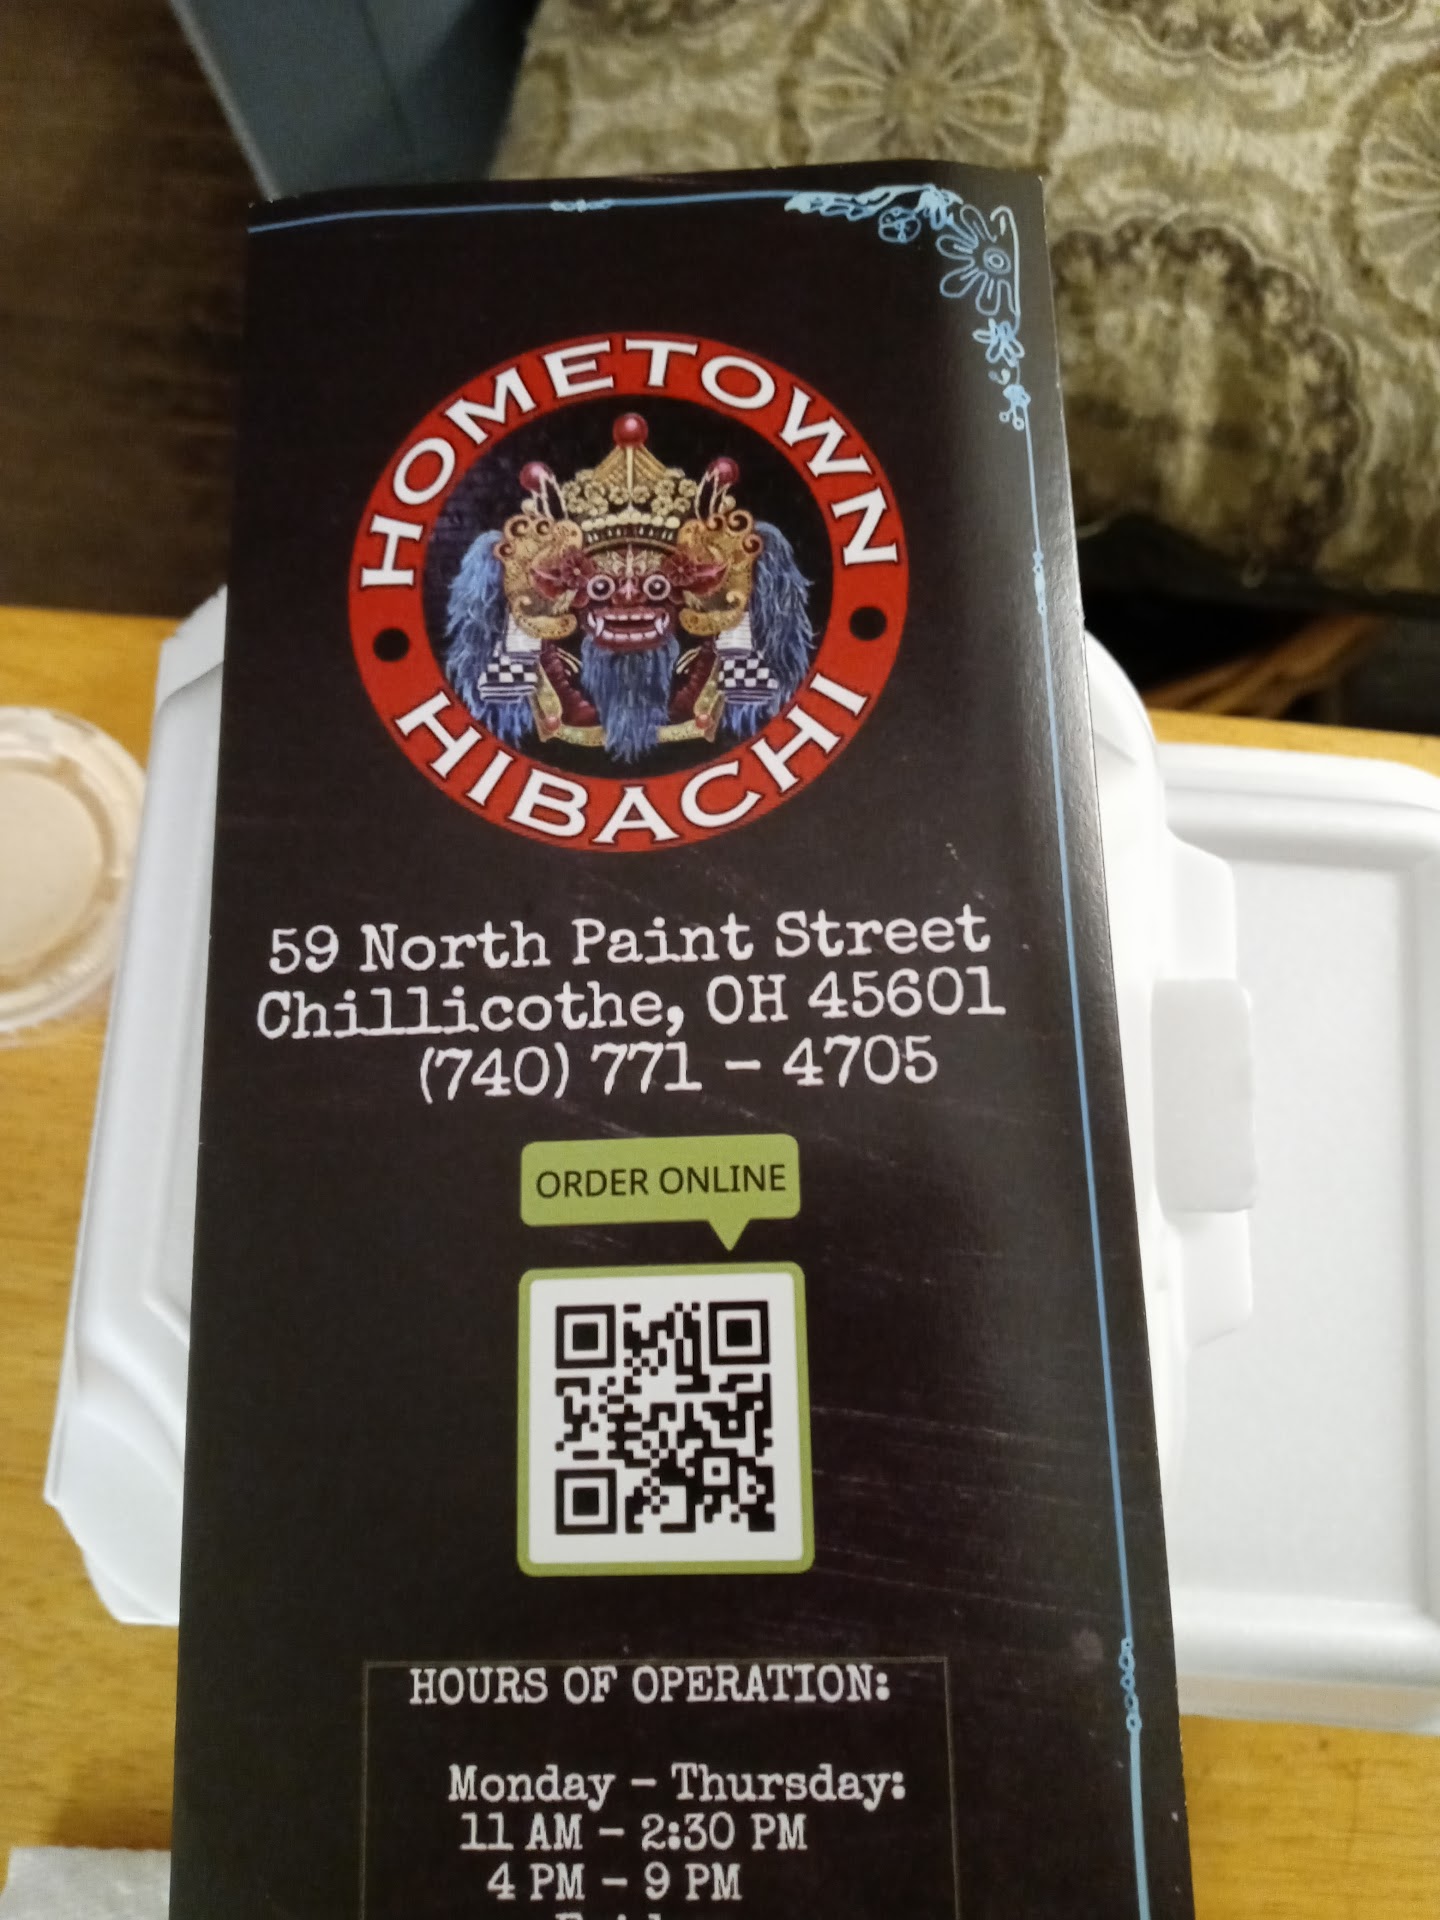 HOMETOWN
HIBACHI
59 North Paint Street
Chillicothe, OH 45601
(740) 771 - 4705
ORDER ONLINE
HOURS OF OPERATION:
Monday - Thursday:
11 AM - 2:30 PM
4 PM - 9 PM